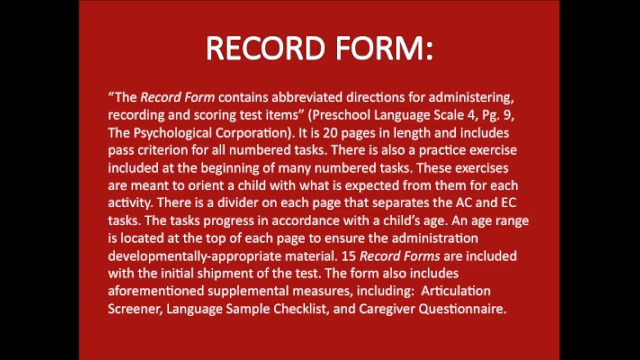 RECORD FORM:
“The Record Form contains abbreviated directions for administering,
recording and scoring test items” (Preschool Language Scale 4, Pg. 9,
The Psychological Corporation). It is 20 pages in length and includes
pass criterion for all numbered tasks. There is also a practice exercise
included at the beginning of many numbered tasks. These exercises
are meant to orient a child with what is expected from them for each
activity. There is a divider on each page that separates the AC and EC
tasks. The tasks progress in accordance with a child’s age. An age range
is located at the top of each page to ensure the administration
developmentally-appropriate material. 15 Record Forms are included
with the initial shipment of the test. The form also includes
aforementioned supplemental measures, including: Articulation
Screener, Language Sample Checklist, and Caregiver Questionnaire.